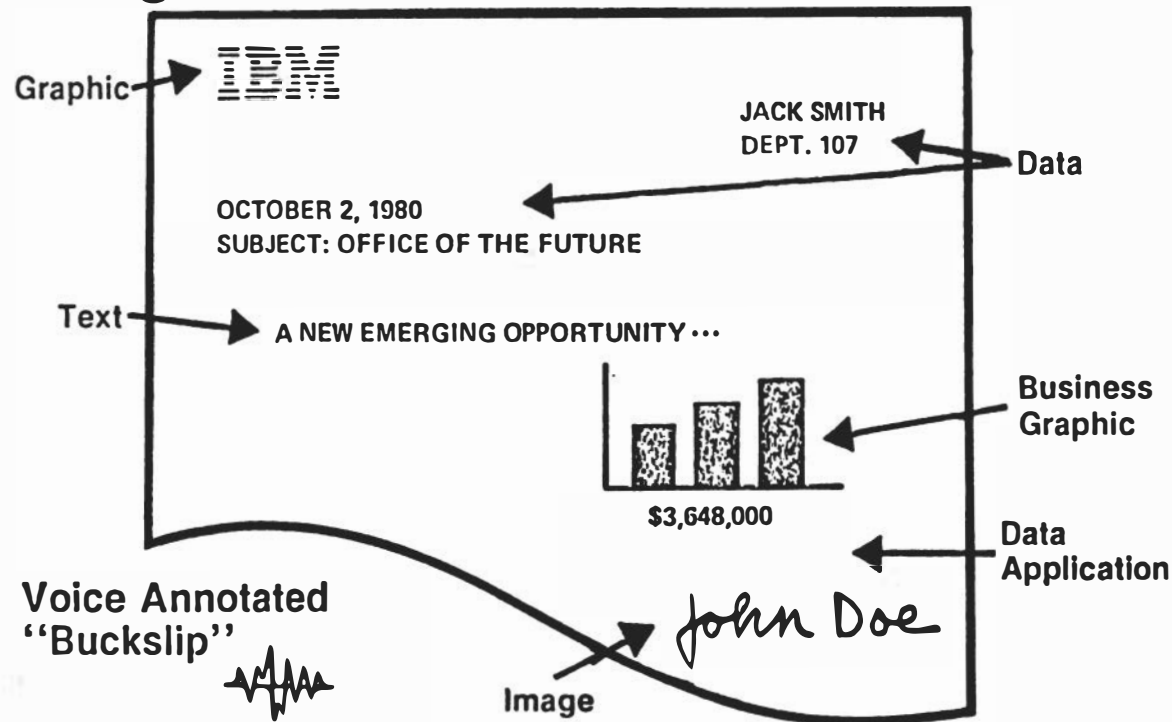 Graphic
IBM
JACK SMITH
DEPT. 107
Data
OCTOBER 2, 1980
SUBJECT: OFFICE OF THE FUTURE
Text
A NEW EMERGING OPPORTUNITY •••
Business
Graphic
$3,648,000
Data
Application
Voice Annotated
“Buckslip”
John Doe
Image